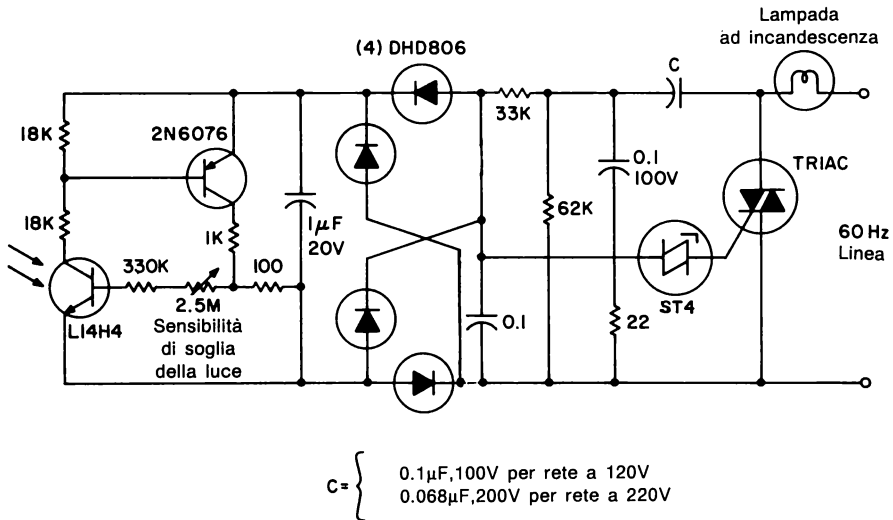 Lampada
ad incandescenza
(4) DHD806
C
18K
2N6076
33K
0.1
100V
TRIAC
18K
1µF
20V
62K
1K
60 Hz
Linea
330K
100
2.5M
ST4
L14H4
Sensibilità
di soglia
della luce
0.1
22
C=
0.1µF,100V per rete a 120V
0.068µF,200V per rete a 220V